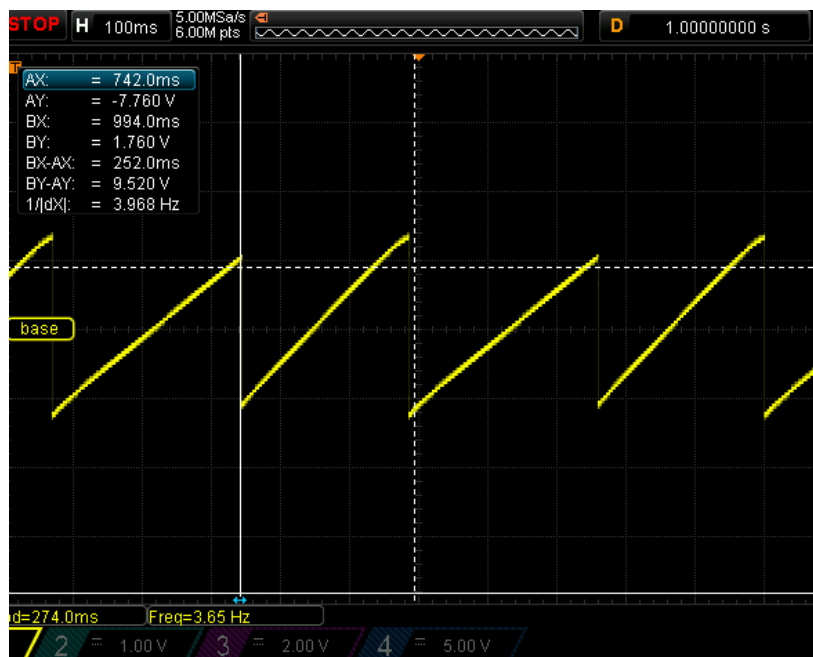 STOP H 100ms 5.00MSa/s 6.00M pts D 1.00000000 s
T
AX: = 742.0ms
AY: = -7.760 V
BX: = 994.0ms
BY: = 1.760 V
BX-AX: = 252.0ms
BY-AY: = 9.520 V
1/|dX|: = 3.968 Hz
base
d=274.0ms Freq=3.65 Hz
2 = 1.00 V 3 = 2.00 V 4 = 5.00 V